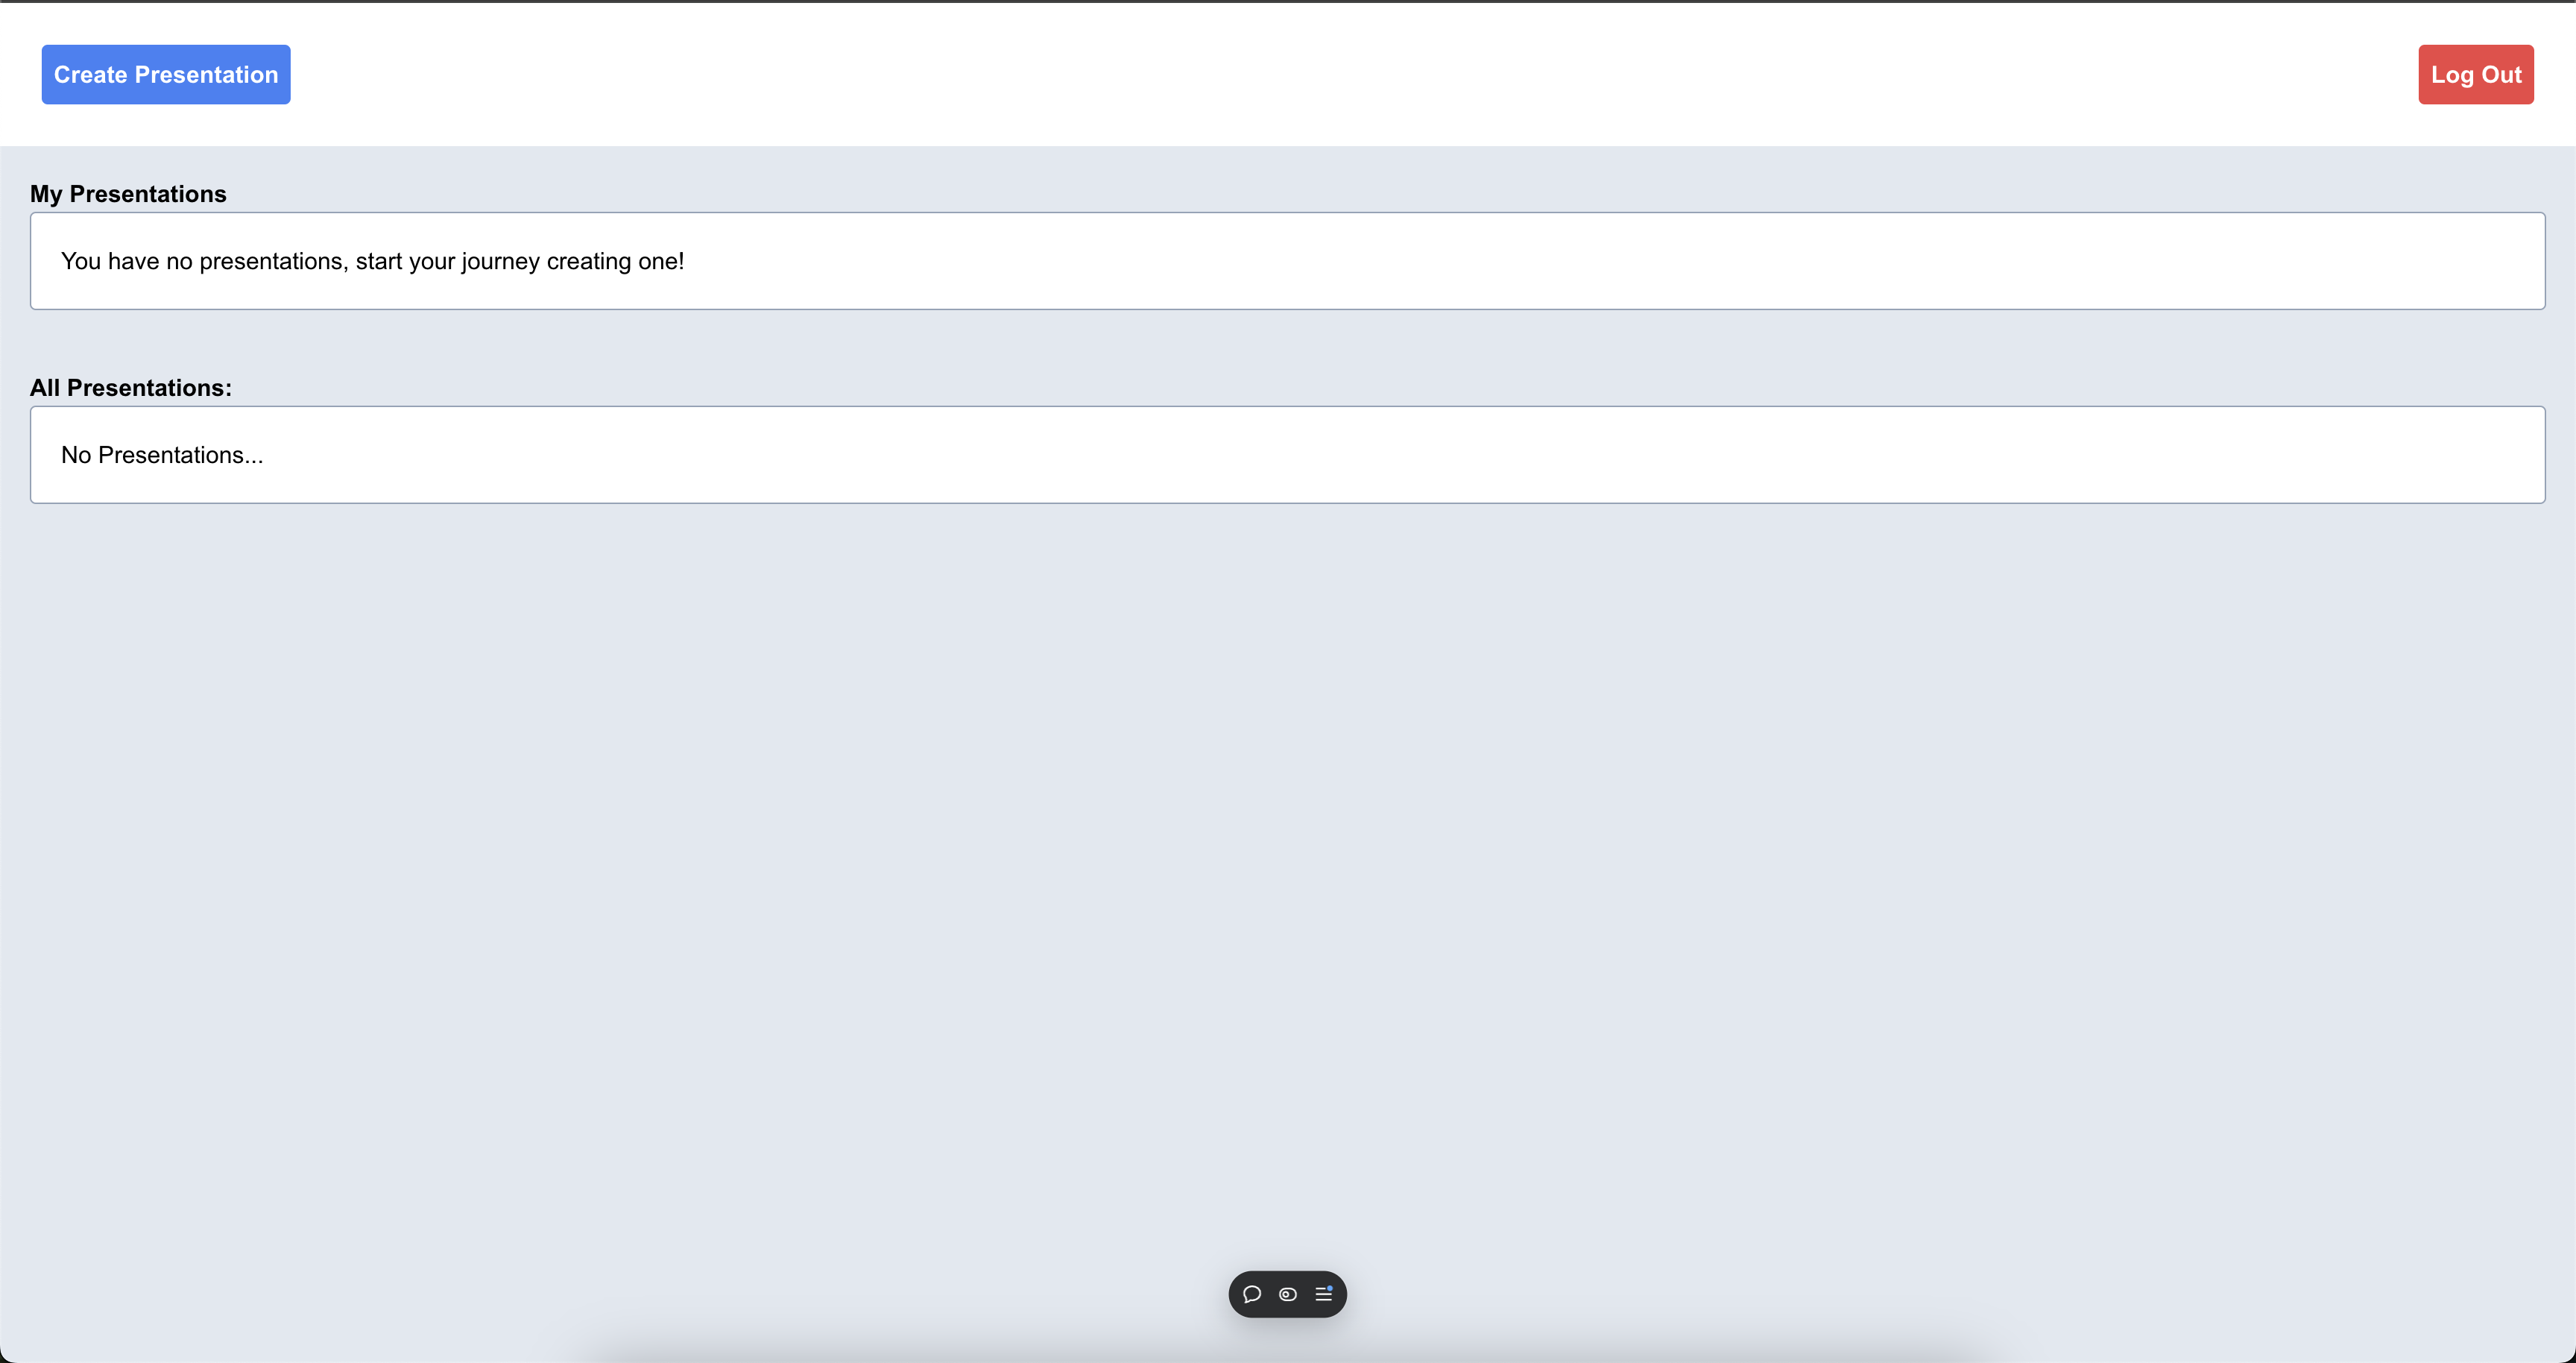 Create Presentation
Log Out
My Presentations
You have no presentations, start your journey creating one!
All Presentations:
No Presentations...